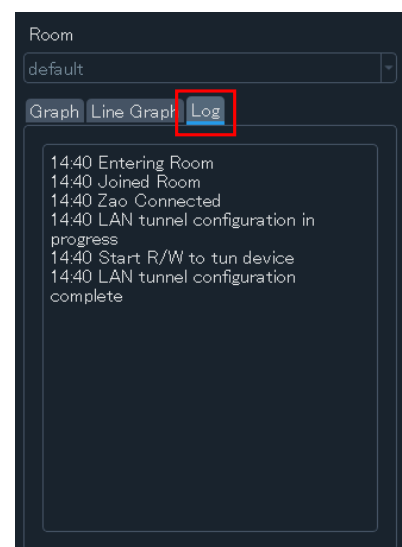 Room
default
Graph Line Graph Log
14:40 Entering Room
14:40 Joined Room
14:40 Zao Connected
14:40 LAN tunnel configuration in
progress
14:40 Start R/W to tun device
14:40 LAN tunnel configuration
complete